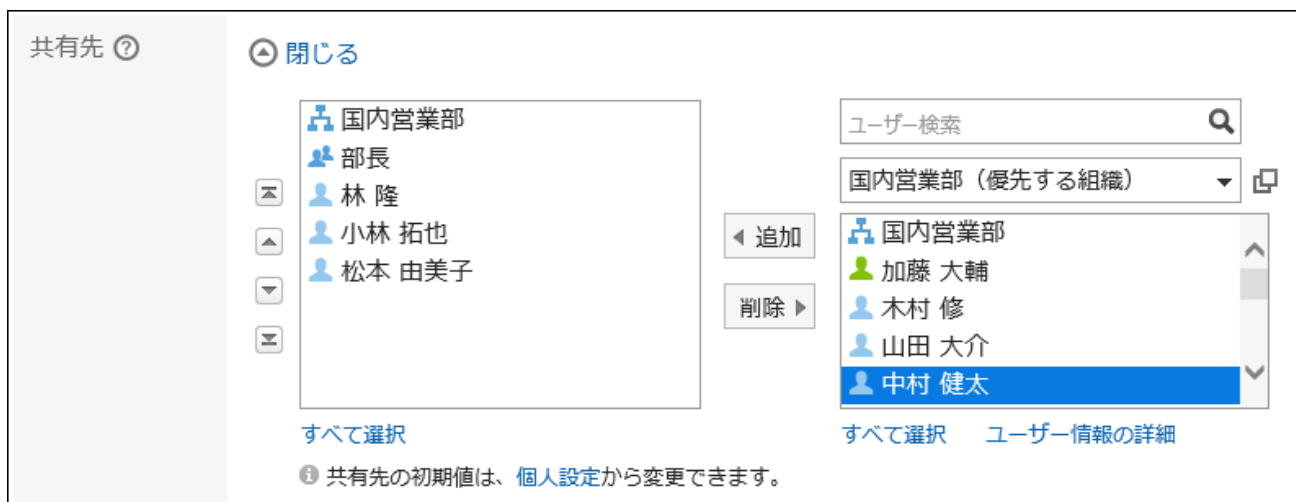 共有先
閉じる
国内営業部
部長
林 隆
小林 拓也
松本 由美子
追加
削除
ユーザー検索
国内営業部（優先する組織）
国内営業部
加藤 大輔
木村 修
山田 大介
中村 健太
すべて選択
すべて選択 ユーザー情報の詳細
共有先の初期値は、個人設定から変更できます。